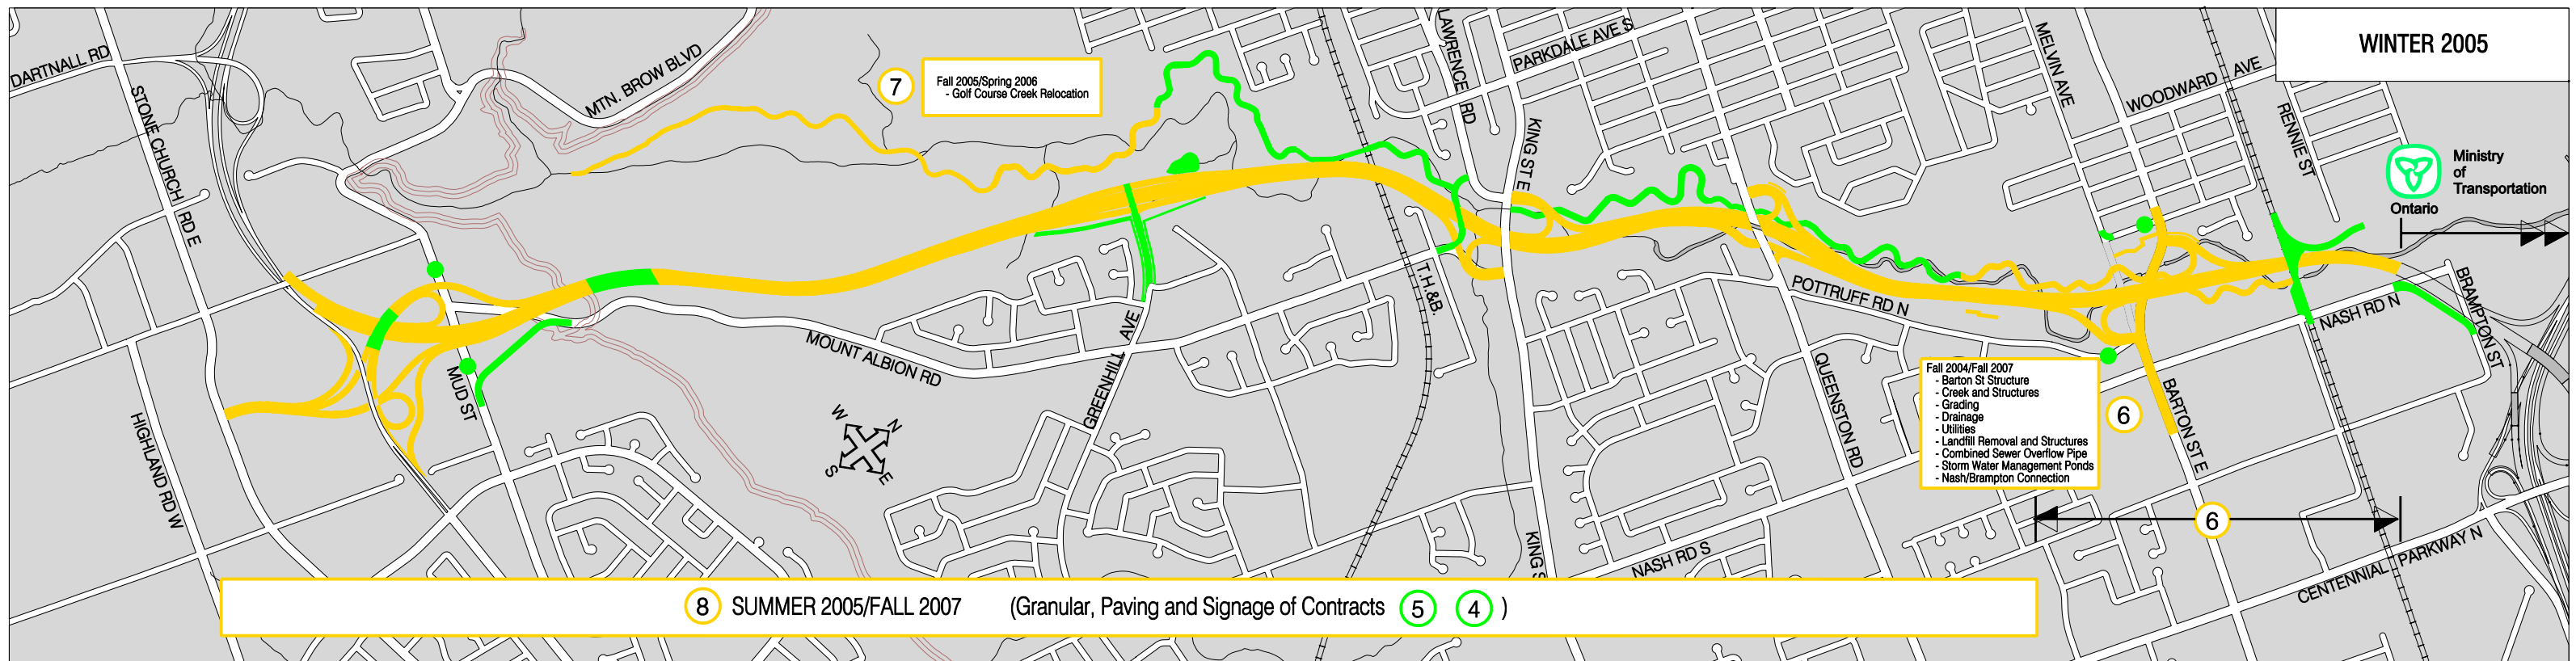 WINTER 2005
DARTNALL RD
STONE CHURCH RD E
MTN. BROW BLVD
7
Fall 2005/Spring 2006
- Golf Course Creek Relocation
LAWRENCE RD
PARKDALE AVE S
KING ST E
MELVIN AVE
WOODWARD AVE
RENNIE ST
Ministry
of
Transportation
Ontario
T.H.&B.
POTTRUFF RD N
NASH RD N
BRAMPTON ST
MOUNT ALBION RD
GREENHILL AVE
MUD ST
HIGHLAND RD W
W
N
S
E
QUEENSTON RD
BARTON ST E
Fall 2004/Fall 2007
- Barton St Structure
- Creek and Structures
- Grading
- Drainage
- Utilities
- Landfill Removal and Structures
- Combined Sewer Overflow Pipe
- Storm Water Management Ponds
- Nash/Brampton Connection
6
6
KING S
NASH RD S
CENTENNIAL PARKWAY N
8 SUMMER 2005/FALL 2007 (Granular, Paving and Signage of Contracts 5 4 )